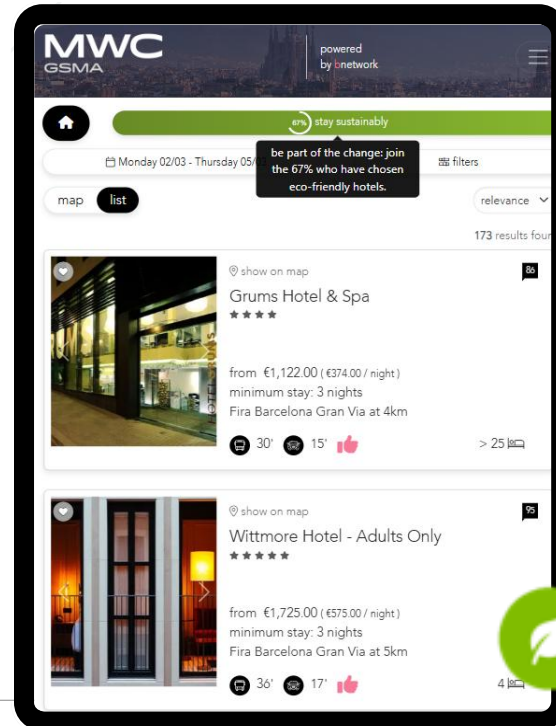 MWC
GSMA
powered
by bnetwork
67% stay sustainably
be part of the change: join
the 67% who have chosen
eco-friendly hotels.
Monday 02/03 - Thursday 05/
filters
map list
relevance
173 results foun
show on map
86
Grums Hotel & Spa
from €1,122.00 ( €374.00 / night )
minimum stay: 3 nights
Fira Barcelona Gran Via at 4km
30' 15' > 25
show on map
95
Wittmore Hotel - Adults Only
from €1,725.00 ( €575.00 / night )
minimum stay: 3 nights
Fira Barcelona Gran Via at 5km
36' 17' 4